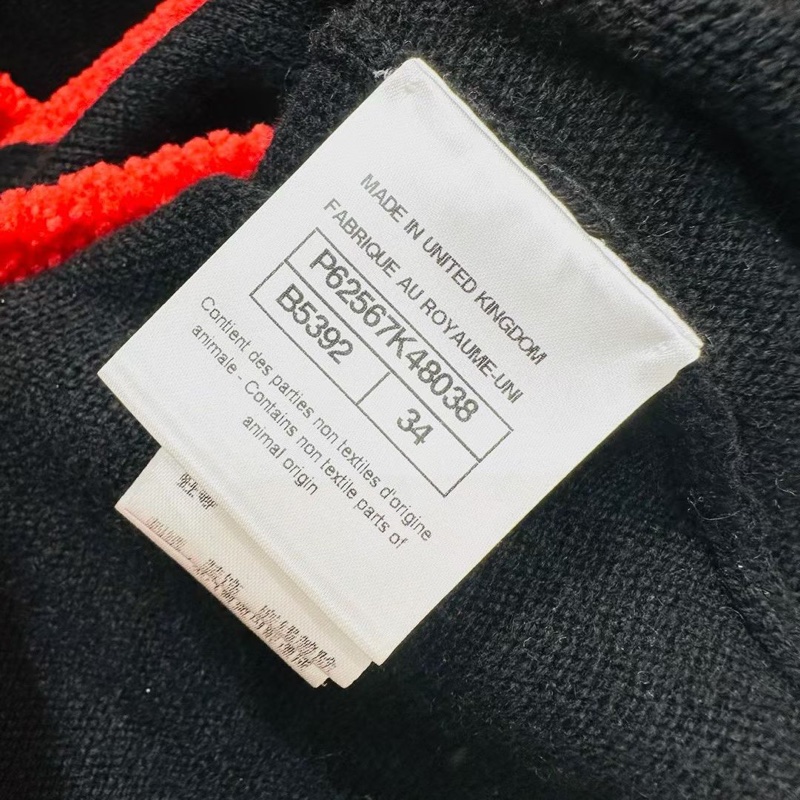 MADE IN UNITED KINGDOM
FABRIQUE AU ROYAUME-UNI
P62567K48038
B5392 34
Contient des parties non textiles d'origine
animale - Contains non textile parts of
animal origin